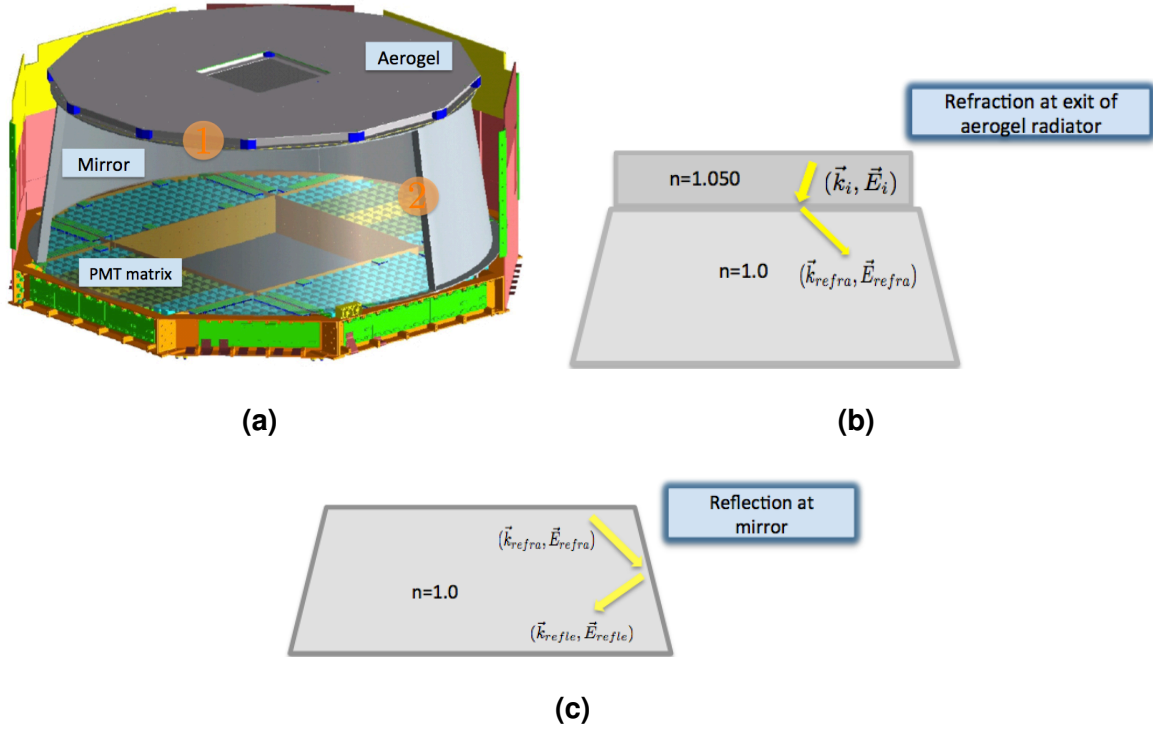 Aerogel
1
Mirror
2
PMT matrix
(a)
Refraction at exit of
aerogel radiator
n=1.050
(k⃗_i, E⃗_i)
n=1.0
(k⃗_refra, E⃗_refra)
(b)
Reflection at
mirror
(k⃗_refra, E⃗_refra)
n=1.0
(k⃗_refle, E⃗_refle)
(c)